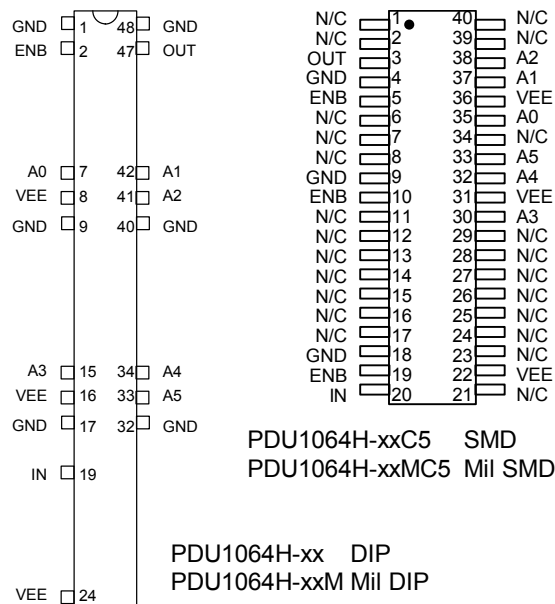 GND 1 48 GND
ENB 2 47 OUT
A0 7 42 A1
VEE 8 41 A2
GND 9 40 GND
A3 15 34 A4
VEE 16 33 A5
GND 17 32 GND
IN 19
VEE 24
PDU1064H-xx DIP
PDU1064H-xxM Mil DIP
N/C 1 40 N/C
N/C 2 39 N/C
OUT 3 38 A2
GND 4 37 A1
ENB 5 36 VEE
N/C 6 35 A0
N/C 7 34 N/C
N/C 8 33 A5
GND 9 32 A4
ENB 10 31 VEE
N/C 11 30 A3
N/C 12 29 N/C
N/C 13 28 N/C
N/C 14 27 N/C
N/C 15 26 N/C
N/C 16 25 N/C
N/C 17 24 N/C
GND 18 23 N/C
ENB 19 22 VEE
IN 20 21 N/C
PDU1064H-xxC5 SMD
PDU1064H-xxMC5 Mil SMD